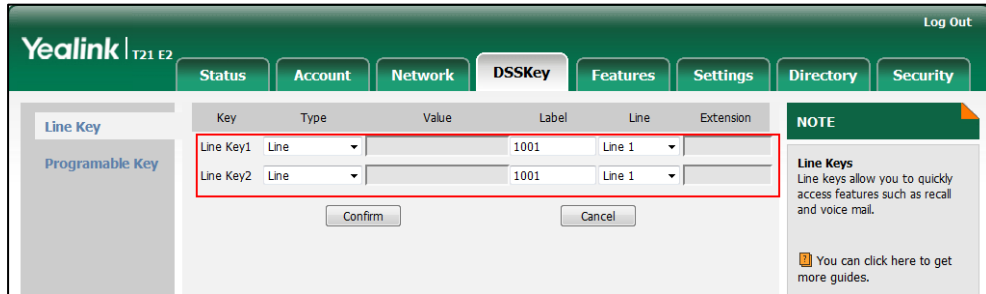 Log Out
Yealink T21 E2
Status Account Network DSSKey Features Settings Directory Security
Line Key
Programable Key
Key Type Value Label Line Extension
Line Key1 Line 1001 Line 1
Line Key2 Line 1001 Line 1
Confirm Cancel
NOTE
Line Keys
Line keys allow you to quickly
access features such as recall
and voice mail.
? You can click here to get
more guides.